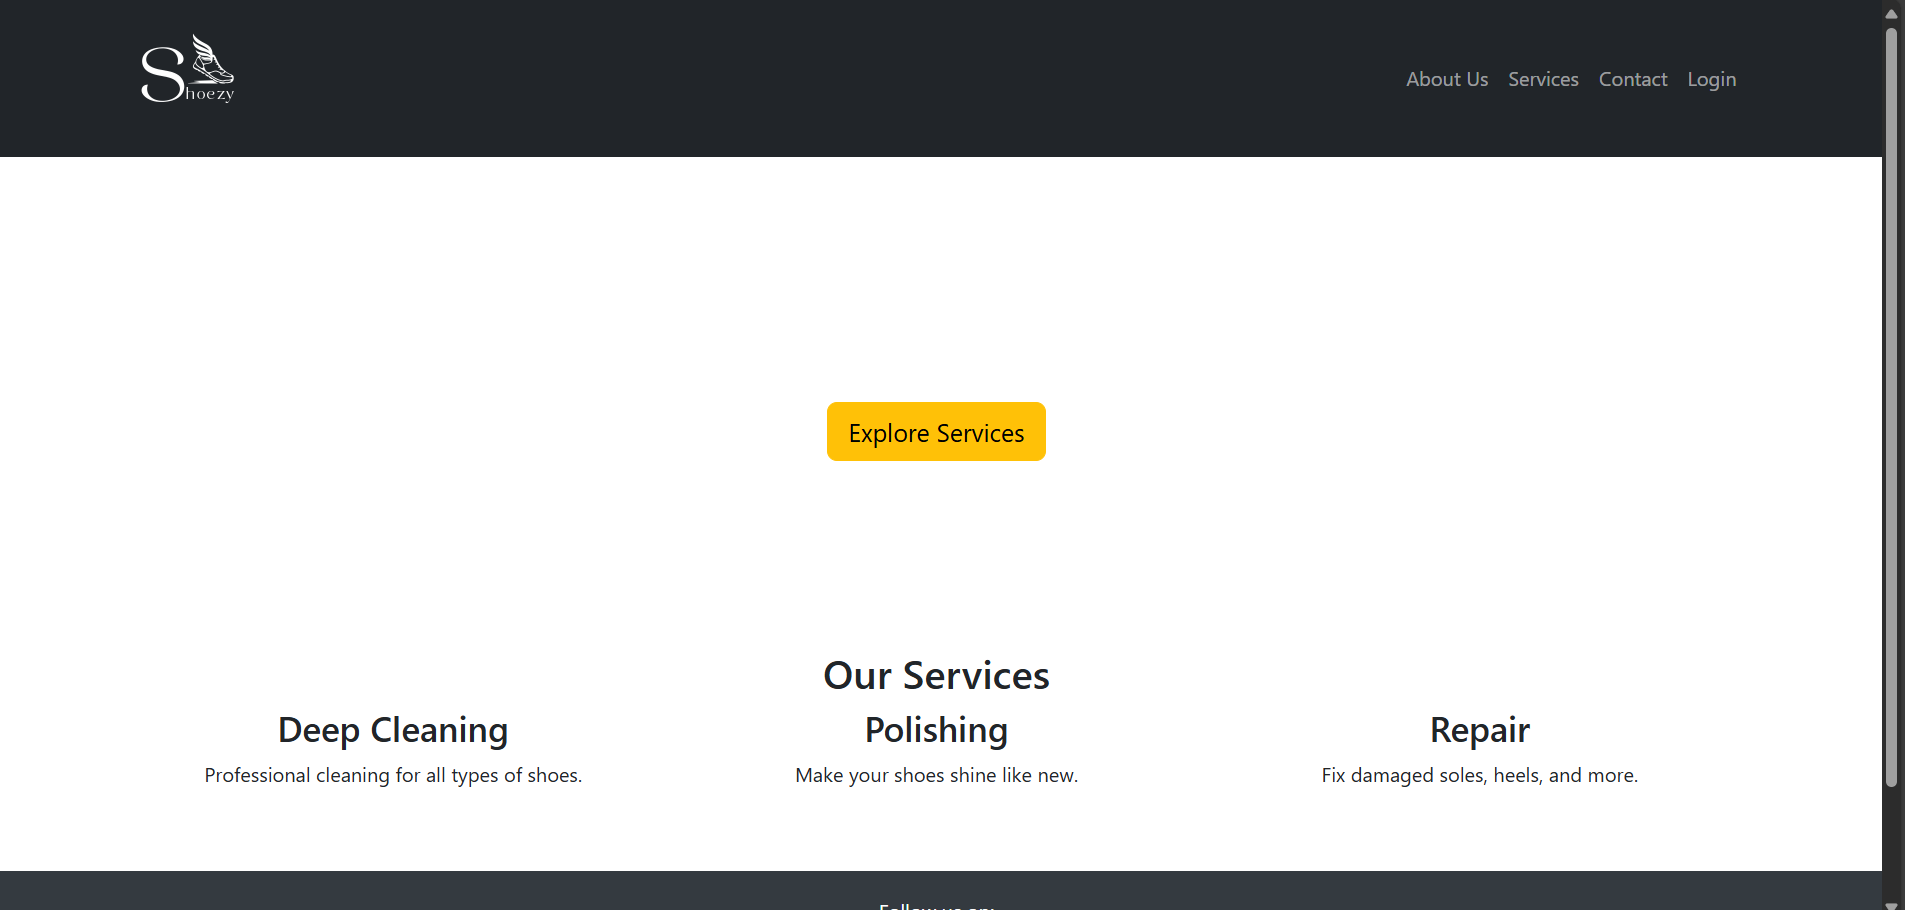 Shoezy
About Us Services Contact Login
Explore Services
Our Services
Deep Cleaning Polishing Repair
Professional cleaning for all types of shoes. Make your shoes shine like new. Fix damaged soles, heels, and more.